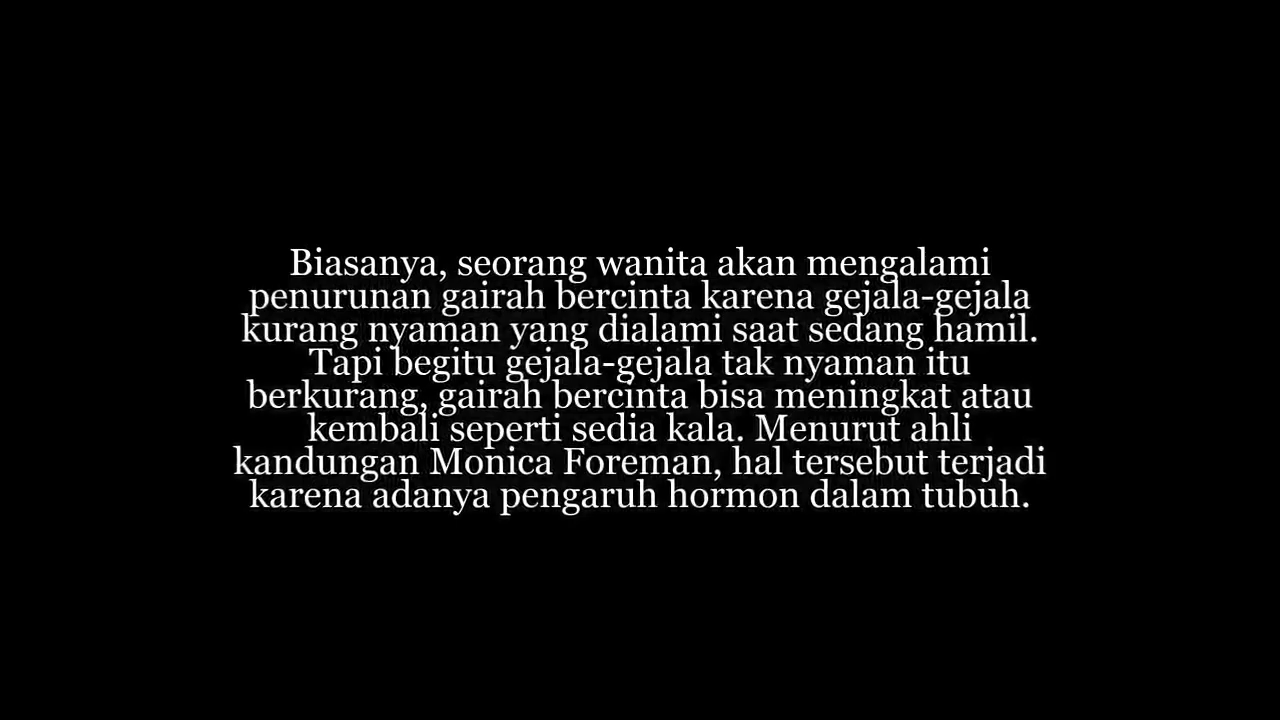 Biasanya, seorang wanita akan mengalami
penurunan gairah bercinta karena gejala-gejala
kurang nyaman yang dialami saat sedang hamil.
Tapi begitu gejala-gejala tak nyaman itu
berkurang, gairah bercinta bisa meningkat atau
kembali seperti sedia kala. Menurut ahli
kandungan Monica Foreman, hal tersebut terjadi
karena adanya pengaruh hormon dalam tubuh.